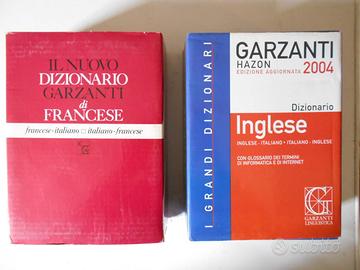 IL NUOVO
DIZIONARIO
GARZANTI
di
FRANCESE
francese-italiano :: italiano-francese
I GRANDI DIZIONARI
GARZANTI
HAZON 2004
EDIZIONE AGGIORNATA
Dizionario
Inglese
INGLESE - ITALIANO • ITALIANO - INGLESE
CON GLOSSARIO DEI TERMINI
DI INFORMATICA E DI INTERNET
GARZANTI
LINGUISTICA
subito